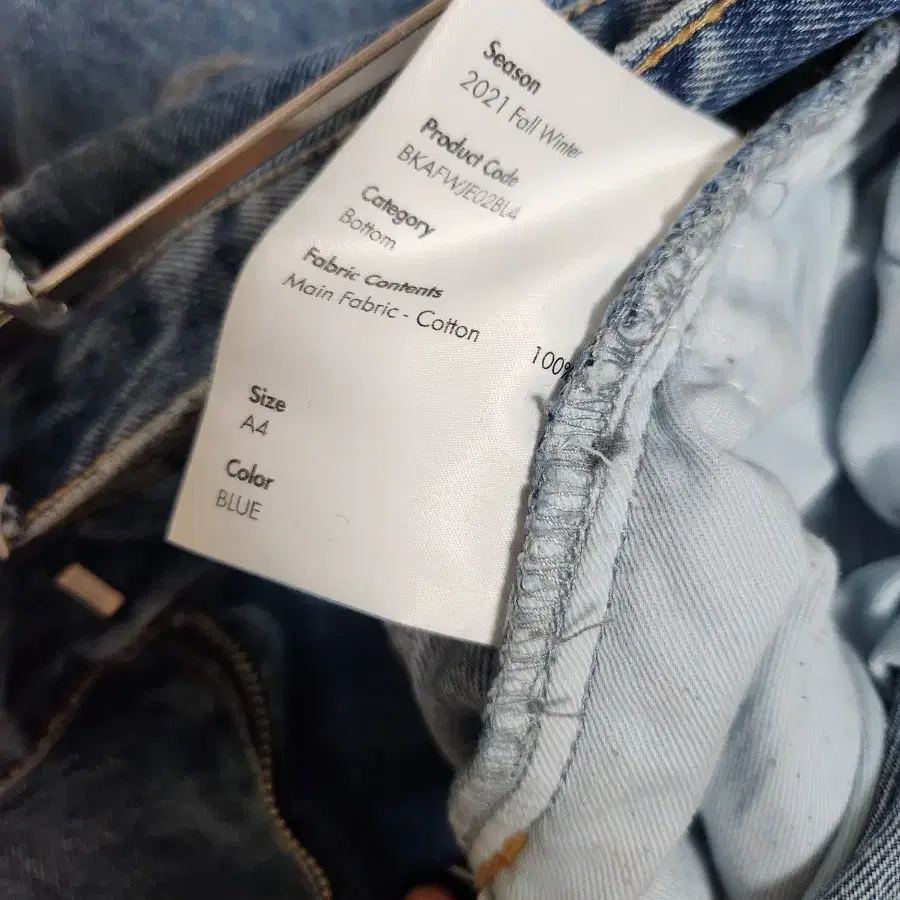 Season
2021 Fall Winter
Product Code
BKAFWJE02BL4
Category
Bottom
Fabric Contents
Main Fabric - Cotton 100%
Size
A4
Color
BLUE